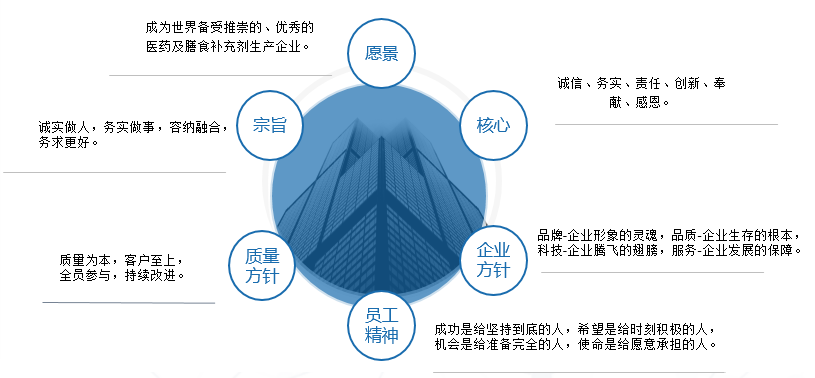 成为世界备受推崇的、优秀的
医药及膳食补充剂生产企业。
愿景
诚信、务实、责任、创新、奉
献、感恩。
核心
宗旨
诚实做人，务实做事，容纳融合，
务求更好。
品牌-企业形象的灵魂，品质-企业生存的根本，
科技-企业腾飞的翅膀，服务-企业发展的保障。
企业
方针
质量
方针
质量为本，客户至上，
全员参与，持续改进。
员工
精神
成功是给坚持到底的人，希望是给时刻积极的人，
机会是给准备完全的人，使命是给愿意承担的人。